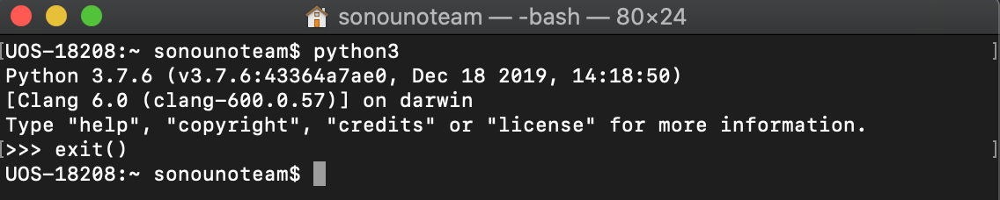 sonounoteam — -bash — 80×24
[UOS-18208:~ sonounoteam$ python3 ]
Python 3.7.6 (v3.7.6:43364a7ae0, Dec 18 2019, 14:18:50)
[Clang 6.0 (clang-600.0.57)] on darwin
Type "help", "copyright", "credits" or "license" for more information.
[>>> exit() ]
UOS-18208:~ sonounoteam$